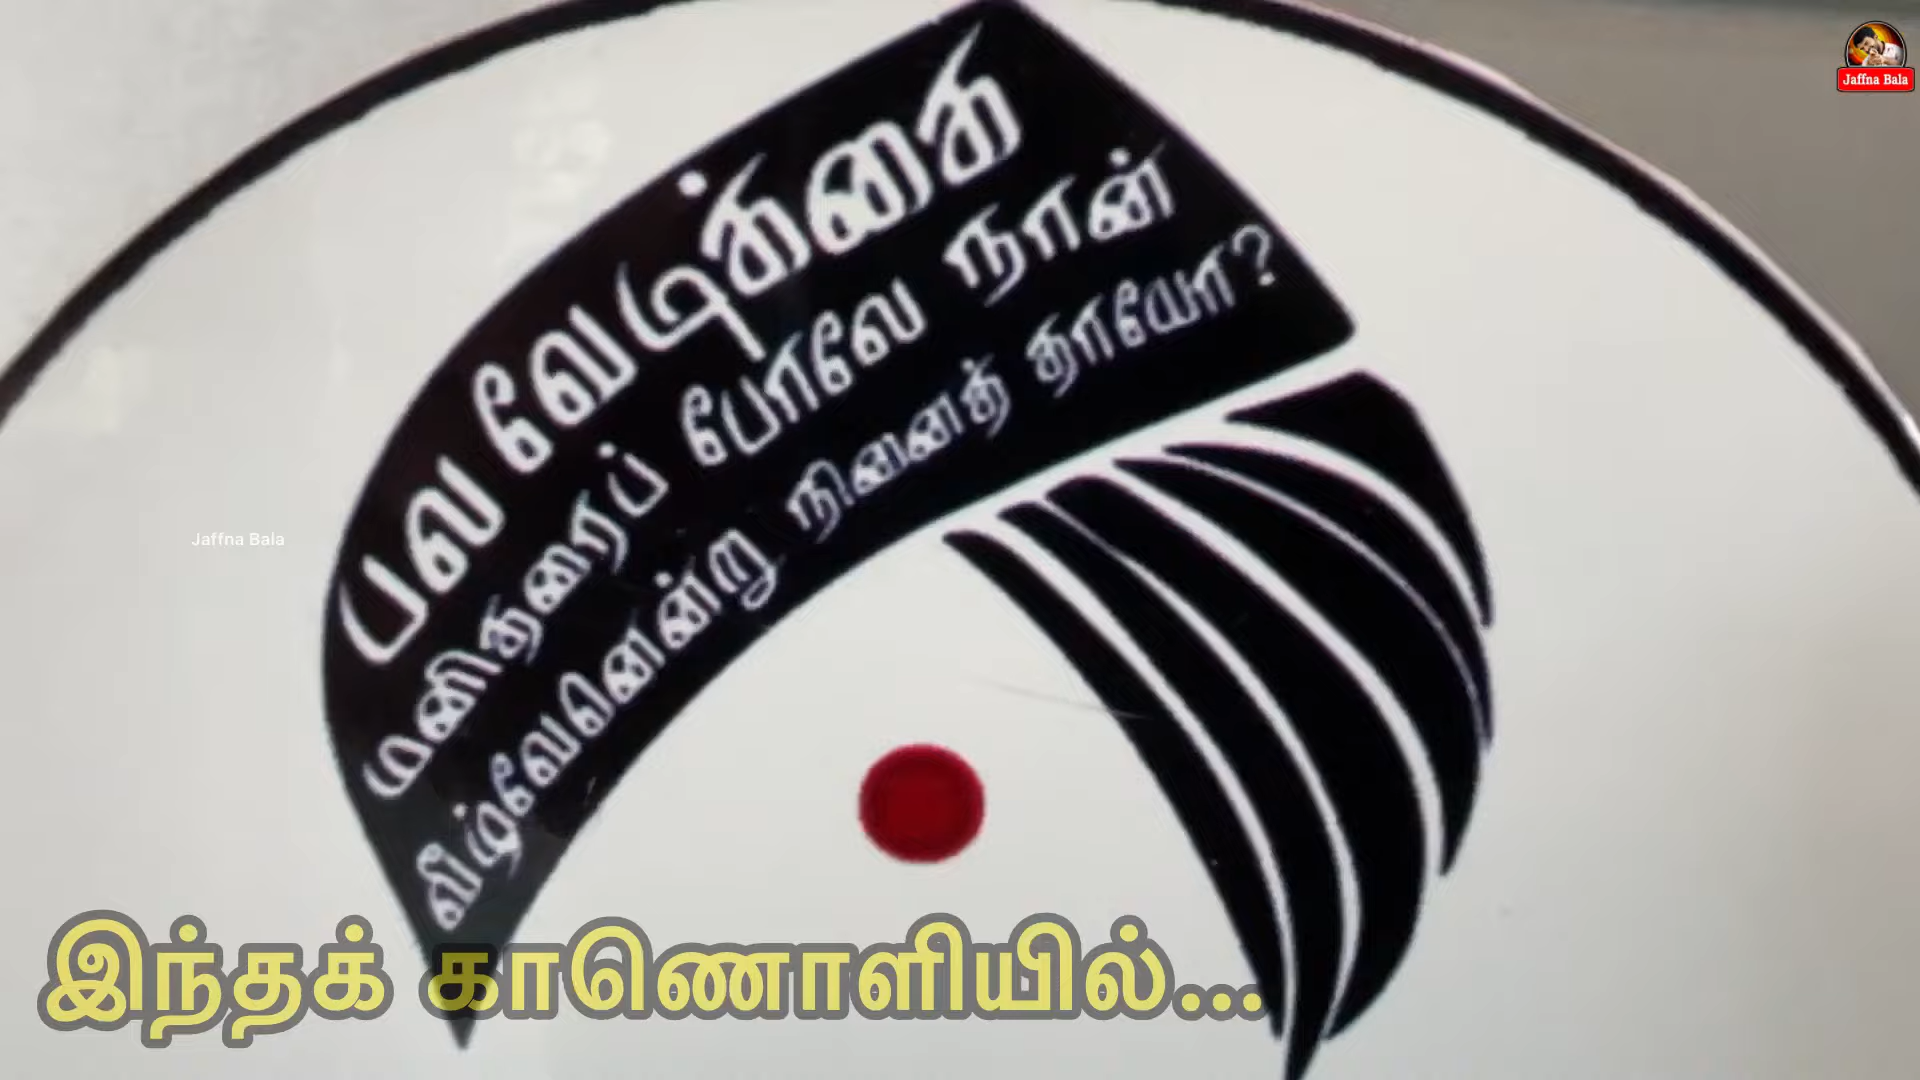 Jaffna Bala
பல வேடிக்கை
மனிதரைப் போலே நான்
வீழ்வேனென்று நினைத் தாயோ?
Jaffna Bala
இந்தக் காணொளியில்...